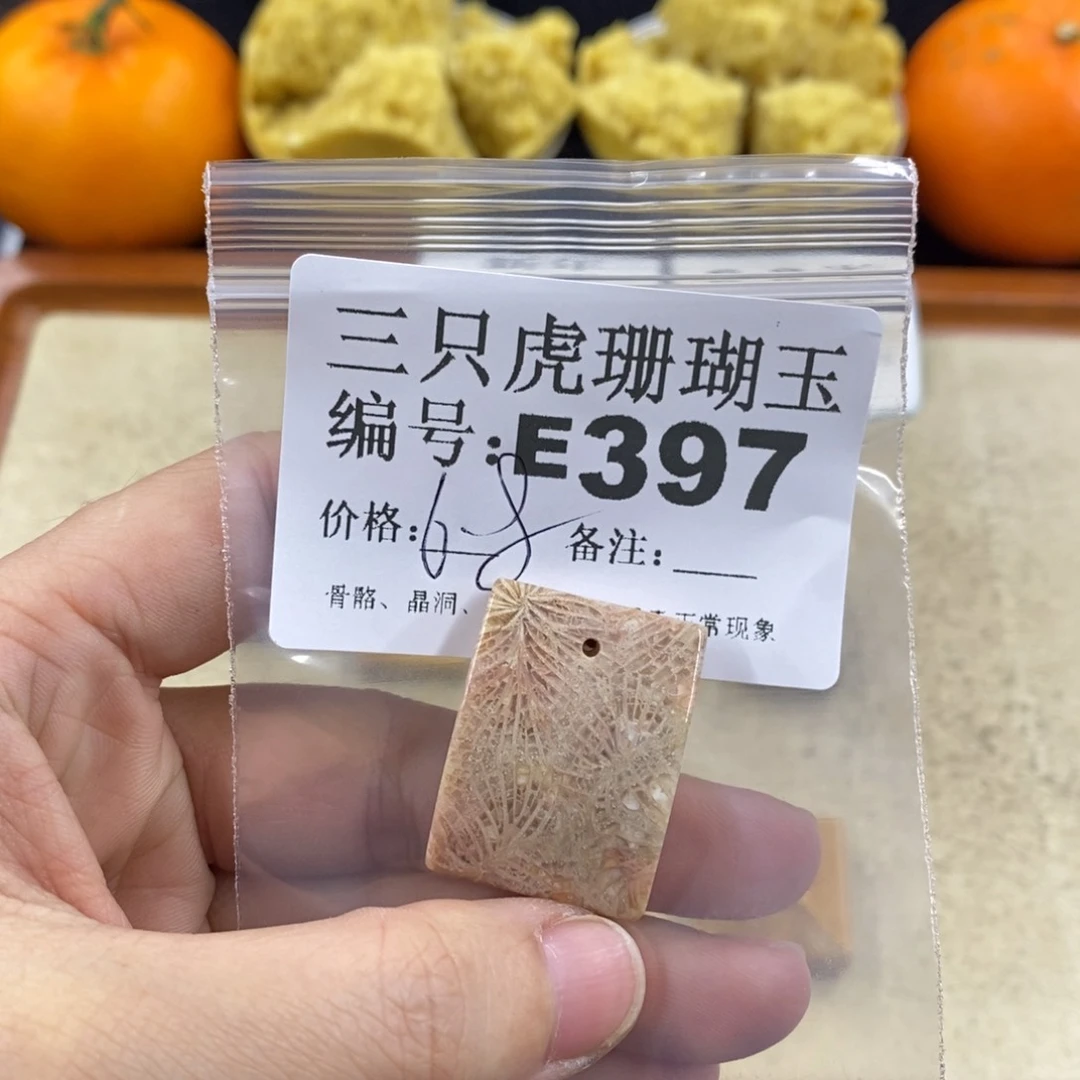 三只虎珊瑚玉
编号:E397
价格:68 备注:
骨骼、晶洞、 正常现象